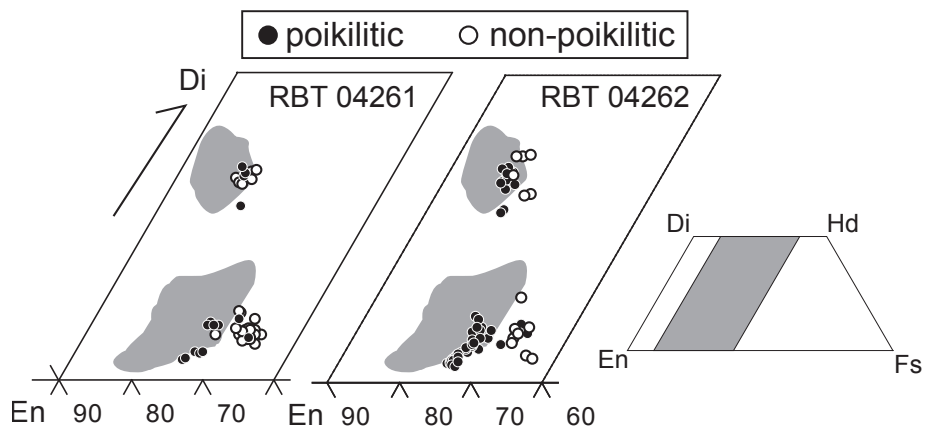 poikilitic non-poikilitic
Di
RBT 04261
RBT 04262
Di Hd
En Fs
En 90 80 70
En 90 80 70 60